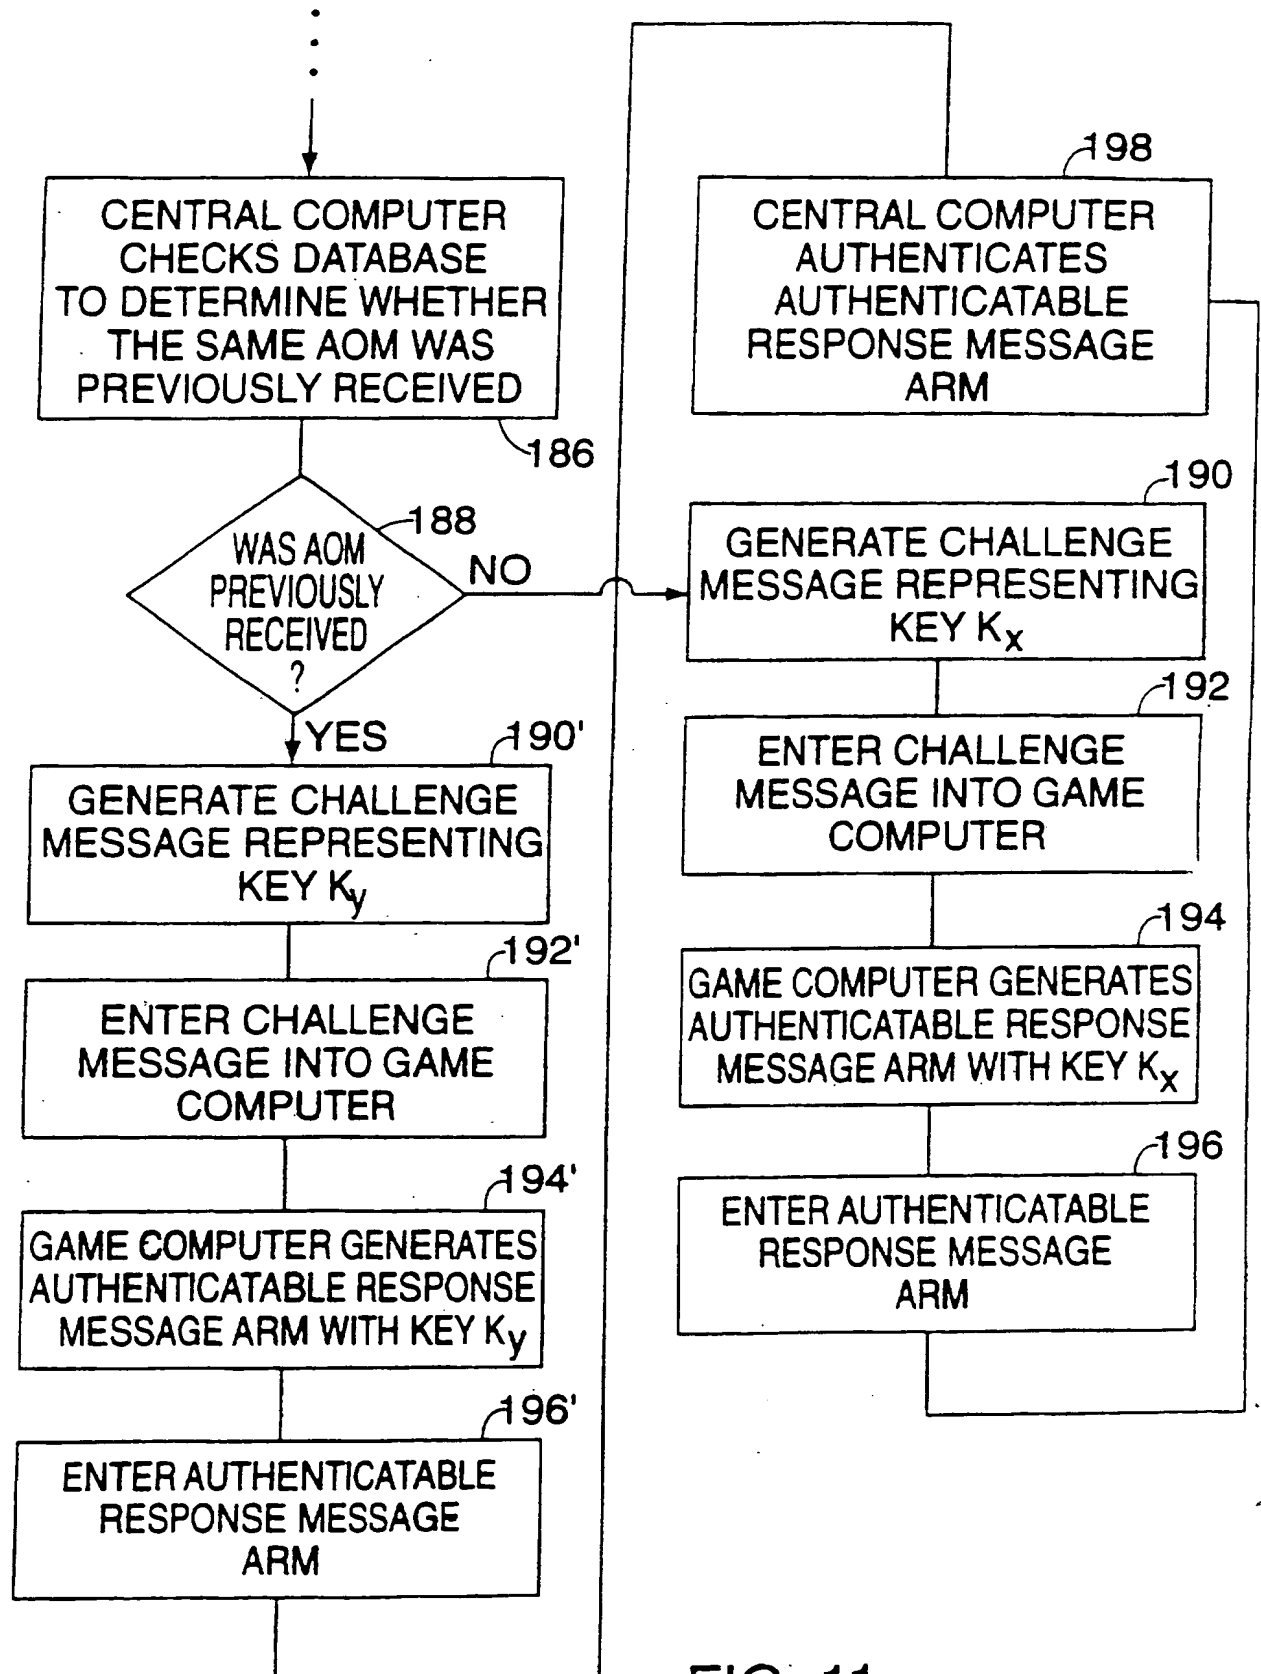 CENTRAL COMPUTER
CHECKS DATABASE
TO DETERMINE WHETHER
THE SAME AOM WAS
PREVIOUSLY RECEIVED
186
188
WAS AOM
PREVIOUSLY
RECEIVED
?
NO
YES
190'
GENERATE CHALLENGE
MESSAGE REPRESENTING
KEY Ky
192'
ENTER CHALLENGE
MESSAGE INTO GAME
COMPUTER
194'
GAME COMPUTER GENERATES
AUTHENTICATABLE RESPONSE
MESSAGE ARM WITH KEY Ky
196'
ENTER AUTHENTICATABLE
RESPONSE MESSAGE
ARM
198
CENTRAL COMPUTER
AUTHENTICATES
AUTHENTICATABLE
RESPONSE MESSAGE
ARM
190
GENERATE CHALLENGE
MESSAGE REPRESENTING
KEY Kx
192
ENTER CHALLENGE
MESSAGE INTO GAME
COMPUTER
194
GAME COMPUTER GENERATES
AUTHENTICATABLE RESPONSE
MESSAGE ARM WITH KEY Kx
196
ENTER AUTHENTICATABLE
RESPONSE MESSAGE
ARM
FIG. 11